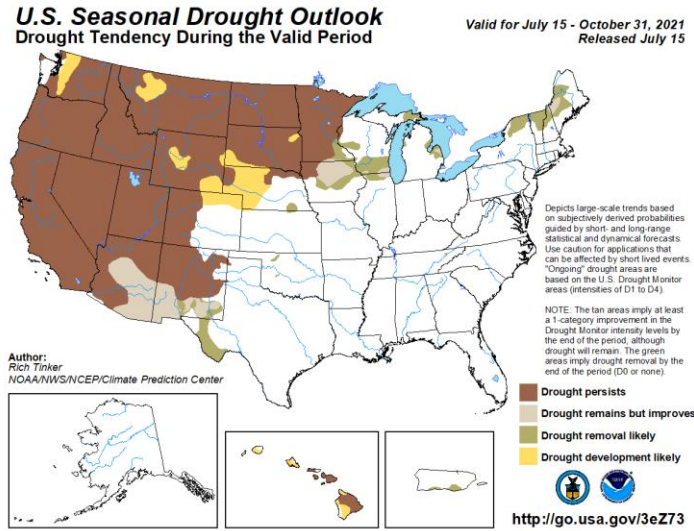 U.S. Seasonal Drought Outlook
Drought Tendency During the Valid Period
Valid for July 15 - October 31, 2021
Released July 15
Depicts large-scale trends based
on subjectively derived probabilities
guided by short- and long-range
statistical and dynamical forecasts.
Use caution for applications that
can be affected by short lived events.
"Ongoing" drought areas are
based on the U.S. Drought Monitor
areas (intensities of D1 to D4).
NOTE: The tan areas imply at least
a 1-category improvement in the
Drought Monitor intensity levels by
the end of the period, although
drought will remain. The green
areas imply drought removal by the
end of the period (D0 or none).
Author:
Rich Tinker
NOAA/NWS/NCEP/Climate Prediction Center
Drought persists
Drought remains but improves
Drought removal likely
Drought development likely
http://go.usa.gov/3eZ73